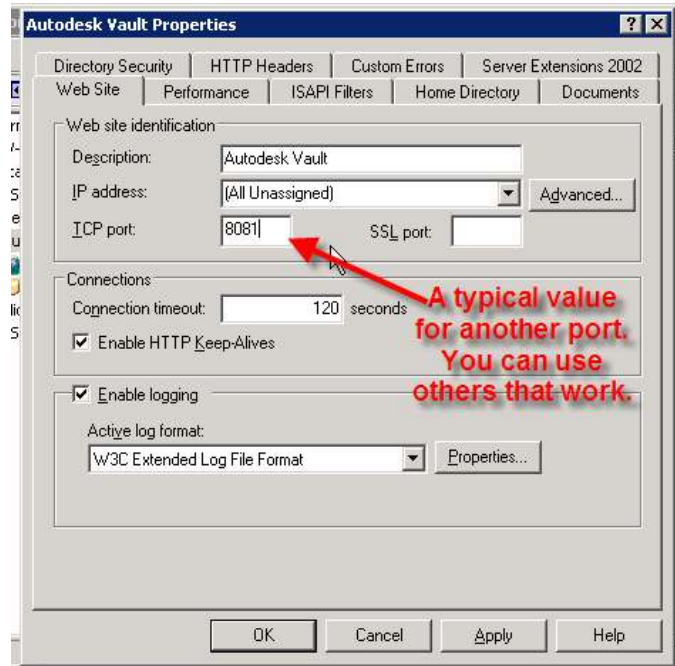 Autodesk Vault Properties
Directory Security HTTP Headers Custom Errors Server Extensions 2002
Web Site Performance ISAPI Filters Home Directory Documents
Web site identification
Description: Autodesk Vault
IP address: (All Unassigned) Advanced...
TCP port: 8081 SSL port:
Connections
Connection timeout: 120 seconds
Enable HTTP Keep-Alives
A typical value
for another port.
You can use
others that work.
Enable logging
Active log format:
W3C Extended Log File Format Properties...
OK Cancel Apply Help